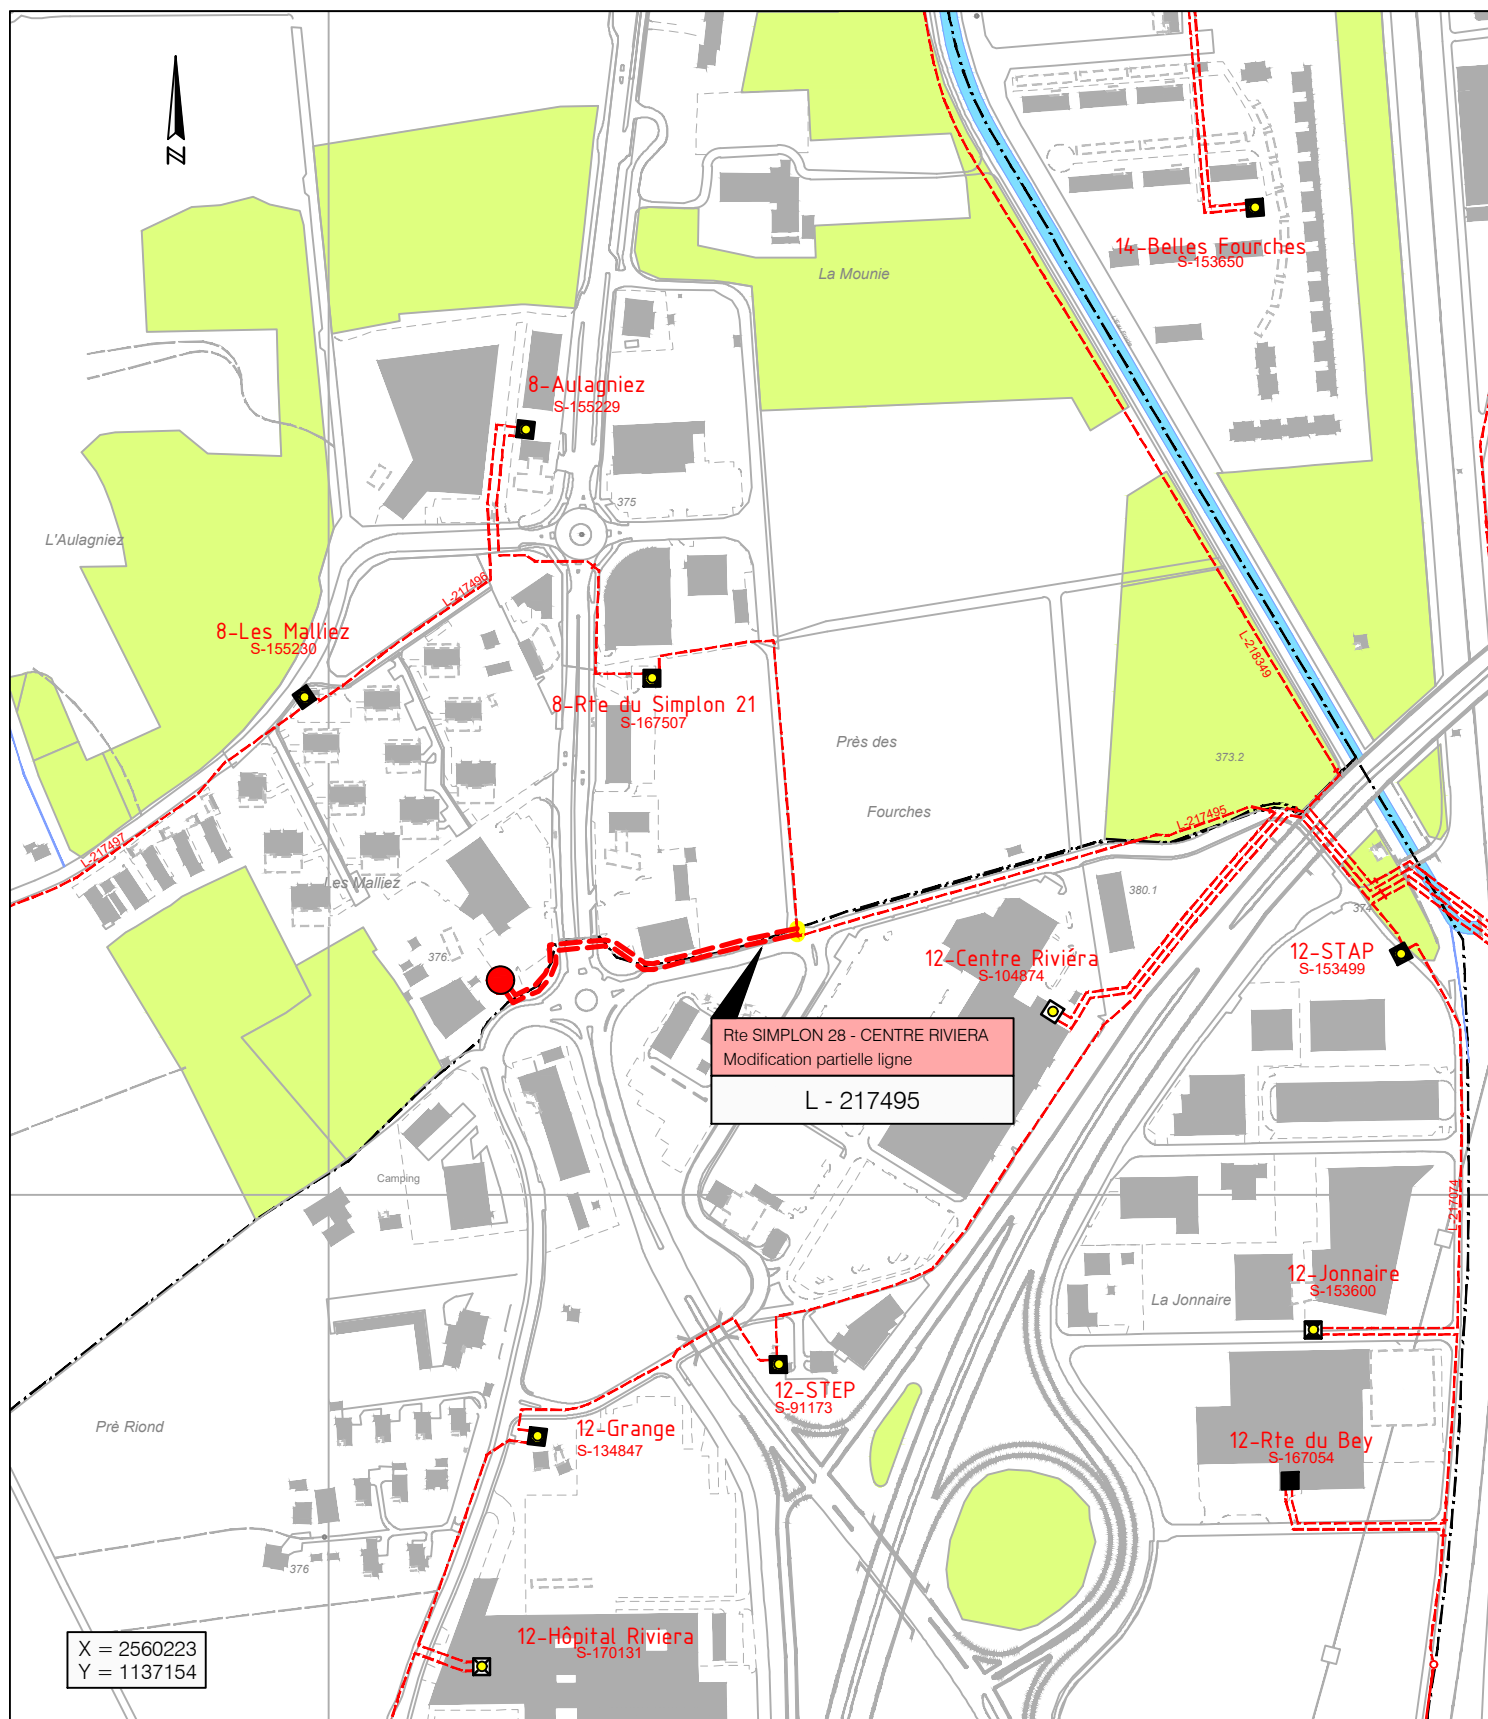 N
La Mounie
14-Belles Fourches
S-153650
8-Aulagniez
S-155229
375
L'Aulagniez
L-217496
8-Les Malliez
S-155230
L-218349
8-Rte du Simplon 21
S-167507
Près des
373.2
Fourches
L-217495
L-217497
Les Malliez
380.1
374
376.
12-Centre Riviéra
S-104874
12-STAP
S-153499
Rte SIMPLON 28 - CENTRE RIVIERA
Modification partielle ligne
L - 217495
Camping
L-217074
12-Jonnaire
S-153600
La Jonnaire
12-STEP
S-91173
Prè Riond
12-Grange
S-134847
12-Rte du Bey
S-167054
376
12-Hôpital Riviera
S-170131
X = 2560223
Y = 1137154